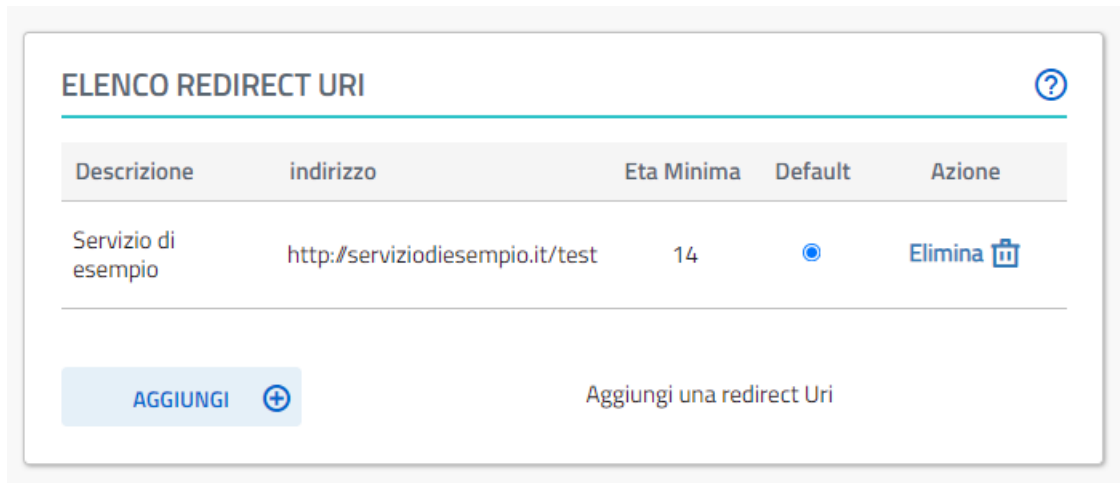 ELENCO REDIRECT URI
Descrizione indirizzo Eta Minima Default Azione
Servizio di
esempio
http://serviziodiesempio.it/test 14 Elimina
AGGIUNGI Aggiungi una redirect Uri